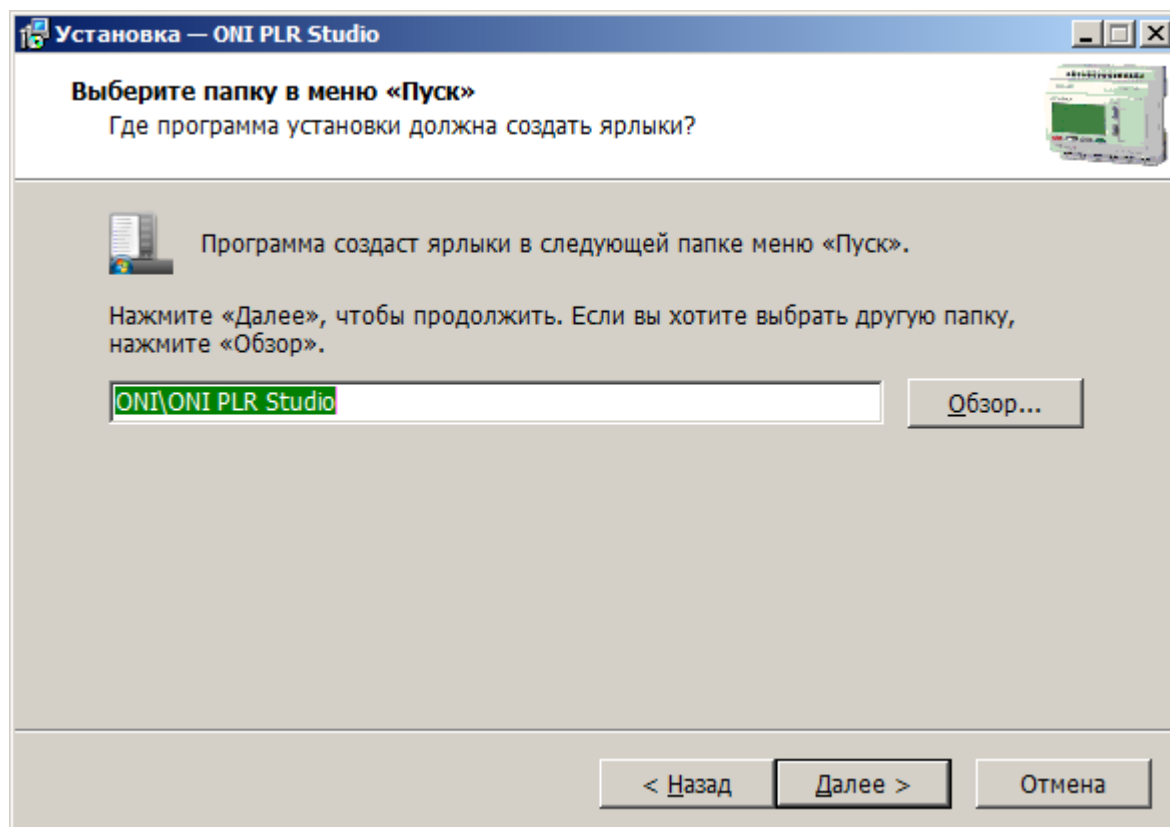 Установка — ONI PLR Studio
Выберите папку в меню «Пуск»
Где программа установки должна создать ярлыки?
Программа создаст ярлыки в следующей папке меню «Пуск».
Нажмите «Далее», чтобы продолжить. Если вы хотите выбрать другую папку,
нажмите «Обзор».
ONI\ONI PLR Studio
Обзор...
< Назад
Далее >
Отмена